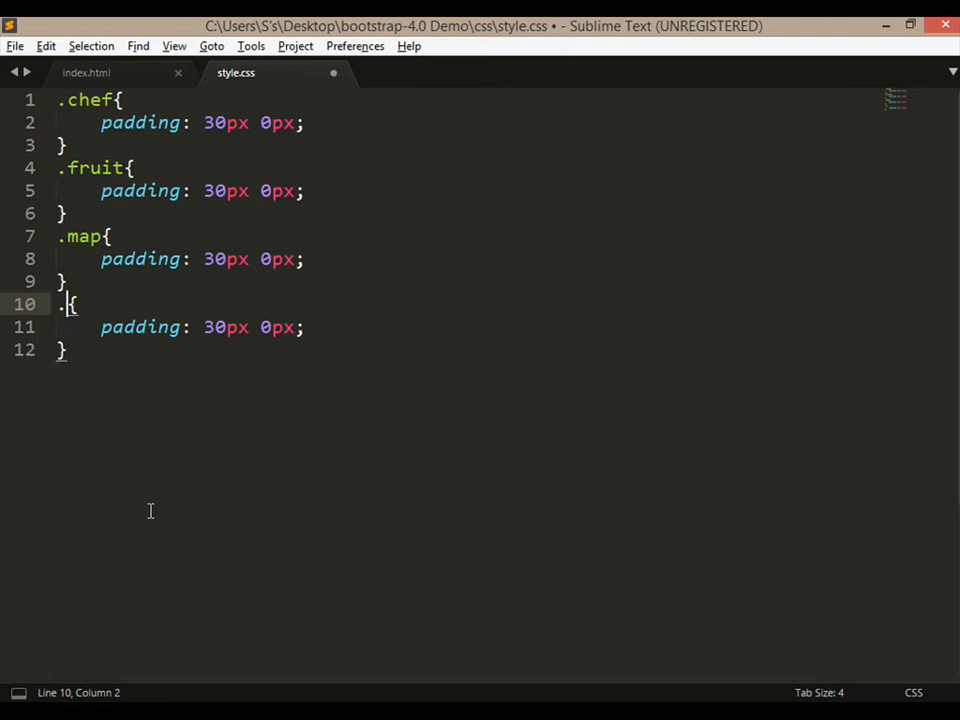 C:\Users\S's\Desktop\bootstrap-4.0 Demo\css\style.css • - Sublime Text (UNREGISTERED)
File Edit Selection Find View Goto Tools Project Preferences Help
index.html style.css
1 .chef{
2 padding: 30px 0px;
3 }
4 .fruit{
5 padding: 30px 0px;
6 }
7 .map{
8 padding: 30px 0px;
9 }
10 .{
11 padding: 30px 0px;
12 }
Line 10, Column 2 Tab Size: 4 CSS